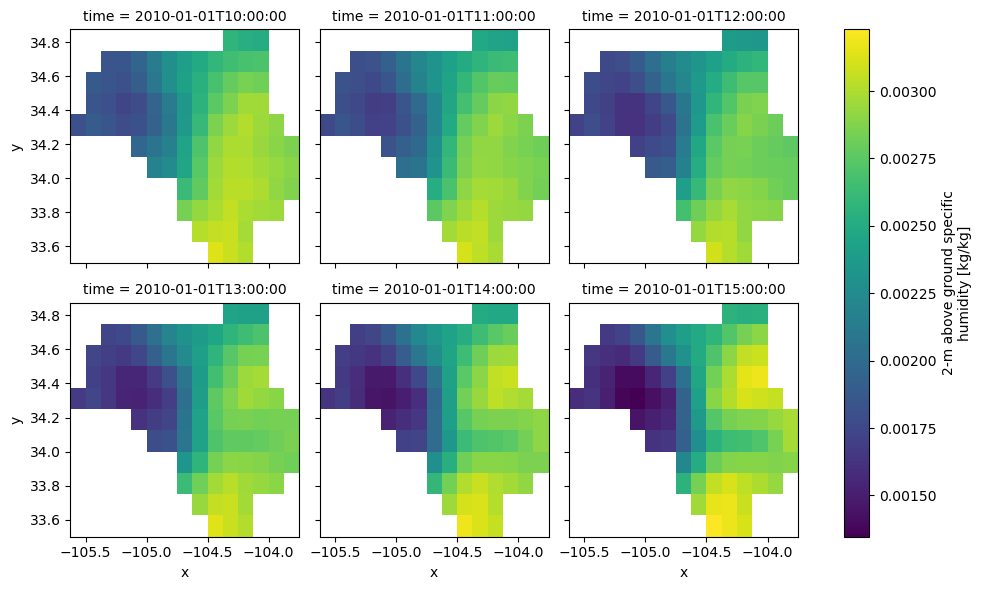 time = 2010-01-01T10:00:00
time = 2010-01-01T11:00:00
time = 2010-01-01T12:00:00
34.8
34.6
34.4
34.2
34.0
33.8
33.6
y
time = 2010-01-01T13:00:00
time = 2010-01-01T14:00:00
time = 2010-01-01T15:00:00
34.8
34.6
34.4
34.2
34.0
33.8
33.6
y
−105.5 −105.0 −104.5 −104.0
−105.5 −105.0 −104.5 −104.0
−105.5 −105.0 −104.5 −104.0
x
x
x
0.00300
0.00275
0.00250
0.00225
0.00200
0.00175
0.00150
2-m above ground specific
humidity [kg/kg]